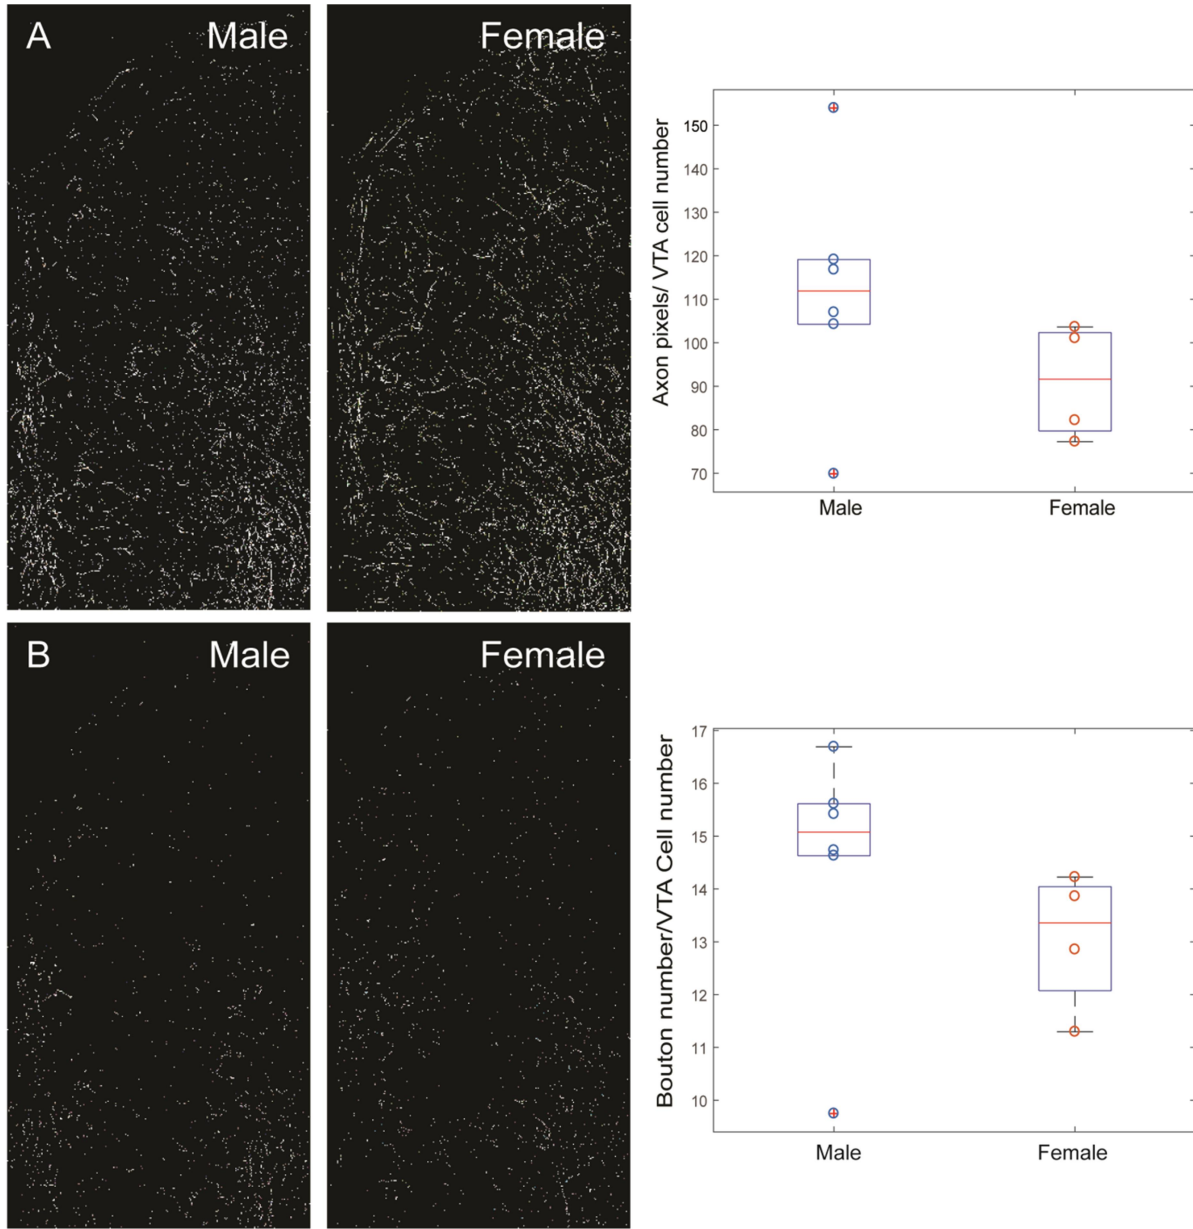 A Male Female
Axon pixels/ VTA cell number
150
140
130
120
110
100
90
80
70
Male Female
B Male Female
Bouton number/VTA Cell number
17
16
15
14
13
12
11
10
Male Female